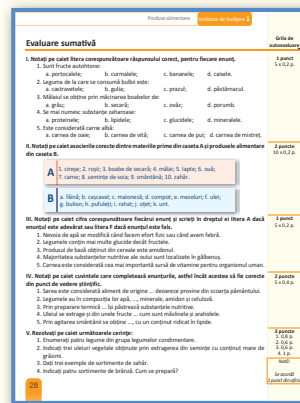 Produse alimentare Unitatea de învățare 1
Evaluare sumativă
Grila de
autoevaluare
I. Notați pe caiet litera corespunzătoare răspunsului corect, pentru fiecare enunț.
1 punct
5 x 0,2 p.
1. Sunt fructe autohtone:
a. portocalele; b. curmalele; c. bananele; d. caisele.
2. Leguma de la care se consumă bulbii este:
a. castravetele; b. gulia; c. prazul; d. păstârnacul.
3. Mălaiul se obține prin măcinarea boabelor de:
a. grâu; b. secară; c. ovăz; d. porumb.
4. Se mai numesc substanțe zaharoase:
a. proteinele; b. lipidele; c. glucidele; d. mineralele.
5. Este considerată carne albă:
a. carnea de oaie; b. carnea de vită; c. carnea de pui; d. carnea de mistreț.
II. Notați pe caiet asocierile corecte dintre materiile prime din caseta A și produsele alimentare
din caseta B.
2 puncte
10 x 0,2 p.
A
1. cireșe; 2. roșii; 3. boabe de secară; 4. mălai; 5. lapte; 6. ouă;
7. carne; 8. semințe de soia; 9. smântână; 10. zahăr.
B
a. făină; b. cașcaval; c. maioneză; d. compot; e. mezeluri; f. ulei;
g. bulion; h. pufuleți; i. rahat; j. oțet; k. unt.
III. Notați pe caiet cifra corespunzătoare fiecărui enunț și scrieți în dreptul ei litera A dacă
enunțul este adevărat sau litera F dacă enunțul este fals.
1 punct
5 x 0,2 p.
1. Nevoia de apă se modifică când facem efort fizic sau când avem febră.
2. Legumele conțin mai multe glucide decât fructele.
3. Produsul de bază obținut din cereale este amidonul.
4. Majoritatea substanțelor nutritive ale oului sunt localizate în gălbenuș.
5. Carnea este considerată cea mai importantă sursă de vitamine pentru organismul uman.
IV. Notați pe caiet cuvintele care completează enunțurile, astfel încât acestea să fie corecte
din punct de vedere științific.
2 puncte
5 x 0,4 p.
1. Sarea este considerată aliment de origine ... deoarece provine din scoarța pământului.
2. Legumele au în compoziția lor apă, ..., minerale, amidon și celuloză.
3. Prin preparare termică ... își păstrează substanțele nutritive.
4. Uleiul se extrage și din unele fructe ... cum sunt măslinele și arahidele.
5. Prin agitarea smântânii se obține ..., cu un conținut ridicat în lipide.
V. Rezolvați pe caiet următoarele cerințe:
1. Enumerați patru legume din grupa legumelor condimentare.
2. Indicați trei uleiuri vegetale obținute prin extragerea din semințe cu conținut mare de
grăsimi.
3. Dați trei exemple de sortimente de zahăr.
4. Indicați patru sortimente de brânză. Cum se prepară?
3 puncte
1. 0,8 p.
2. 0,6 p.
3. 0,6 p.
4. 1 p.
Notă:
Se acordă
1 punct din oficiu.
28